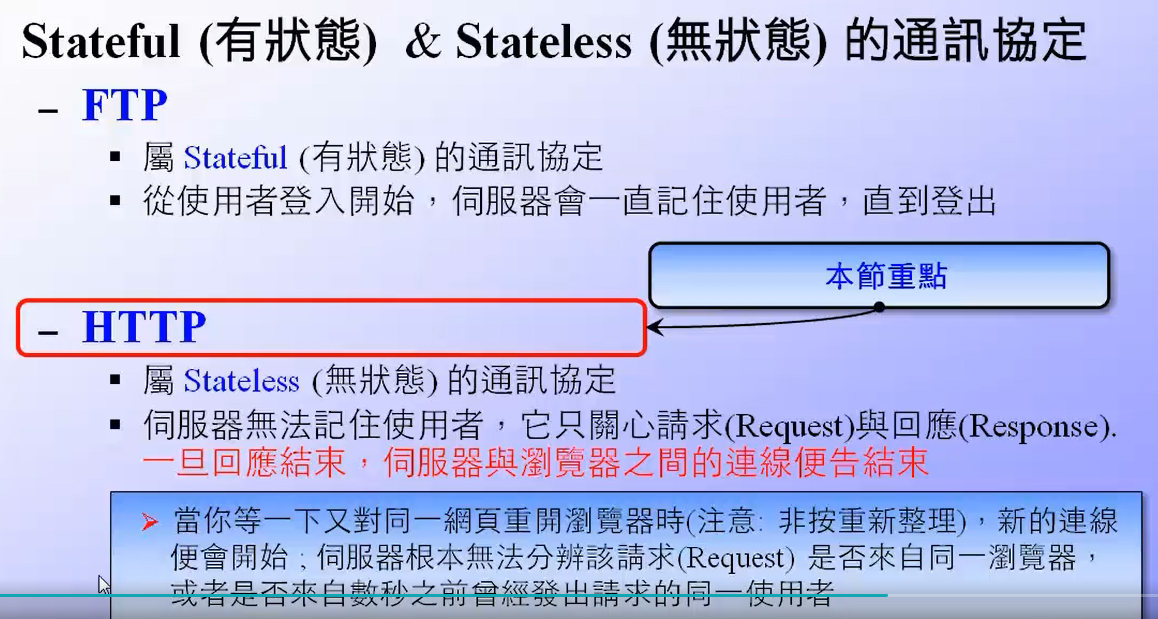 Stateful (有狀態) & Stateless (無狀態) 的通訊協定
– FTP
▪ 屬 Stateful (有狀態) 的通訊協定
▪ 從使用者登入開始，伺服器會一直記住使用者，直到登出
本節重點
– HTTP
▪ 屬 Stateless (無狀態) 的通訊協定
▪ 伺服器無法記住使用者，它只關心請求(Request)與回應(Response).
一旦回應結束，伺服器與瀏覽器之間的連線便告結束
➢ 當你等一下又對同一網頁重開瀏覽器時(注意: 非按重新整理)，新的連線
便會開始 ; 伺服器根本無法分辨該請求(Request) 是否來自同一瀏覽器，
或者是否來自數秒之前曾經發出請求的同一使用者